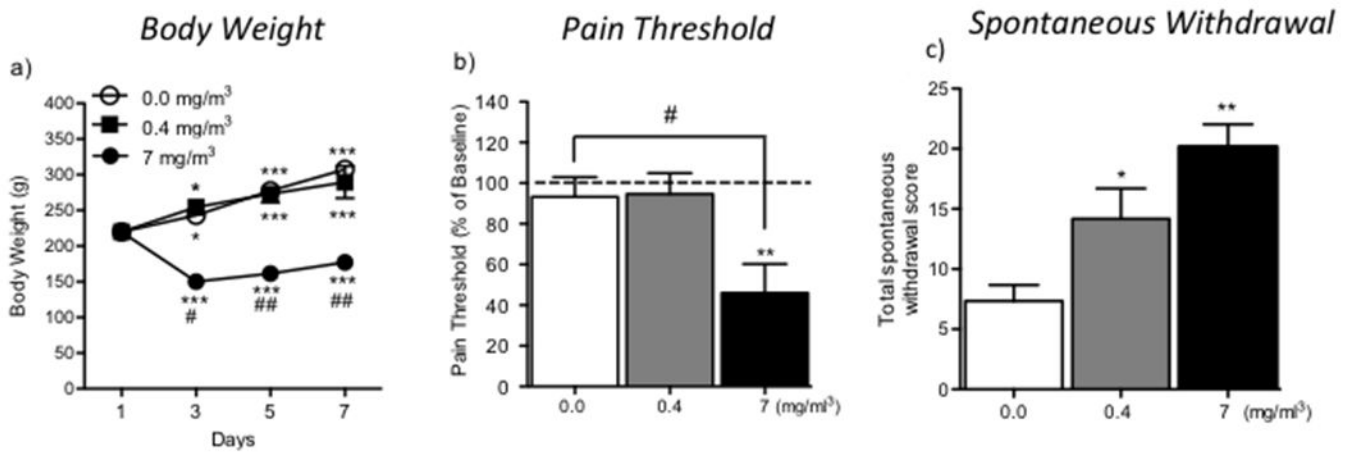 Body Weight
a)
0.0 mg/m³
0.4 mg/m³
7 mg/m³
400
350
300
250
200
150
100
50
0
Body Weight (g)
***
***
*
***
***
*
***
***
***
#
##
##
1 3 5 7
Days
Pain Threshold
b)
140
120
100
80
60
40
20
0
Pain Threshold (% of Baseline)
#
**
0.0 0.4 7 (mg/ml³)
Spontaneous Withdrawal
c)
25
20
15
10
5
0
Total spontaneous
withdrawal score
**
*
0.0 0.4 7 (mg/m³)